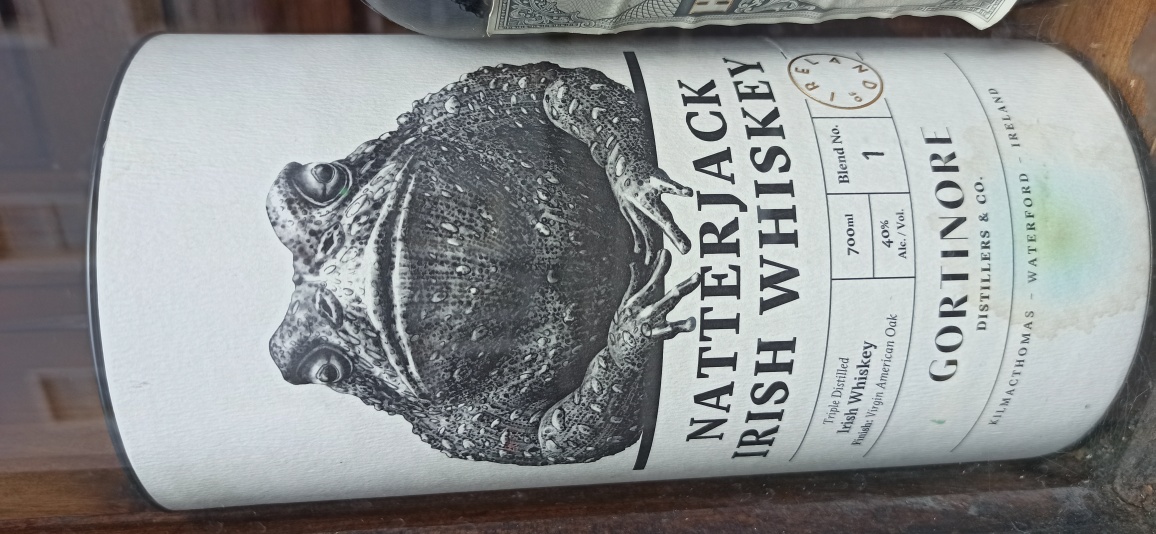 NATTERJACK
IRISH WHISKEY
IRELAND
Triple Distilled
Irish Whiskey
Finish: Virgin American Oak
700ml
40%
Alc./Vol.
Blend No.
1
GORTINORE
DISTILLERS & CO.
KILMACTHOMAS – WATERFORD – IRELAND